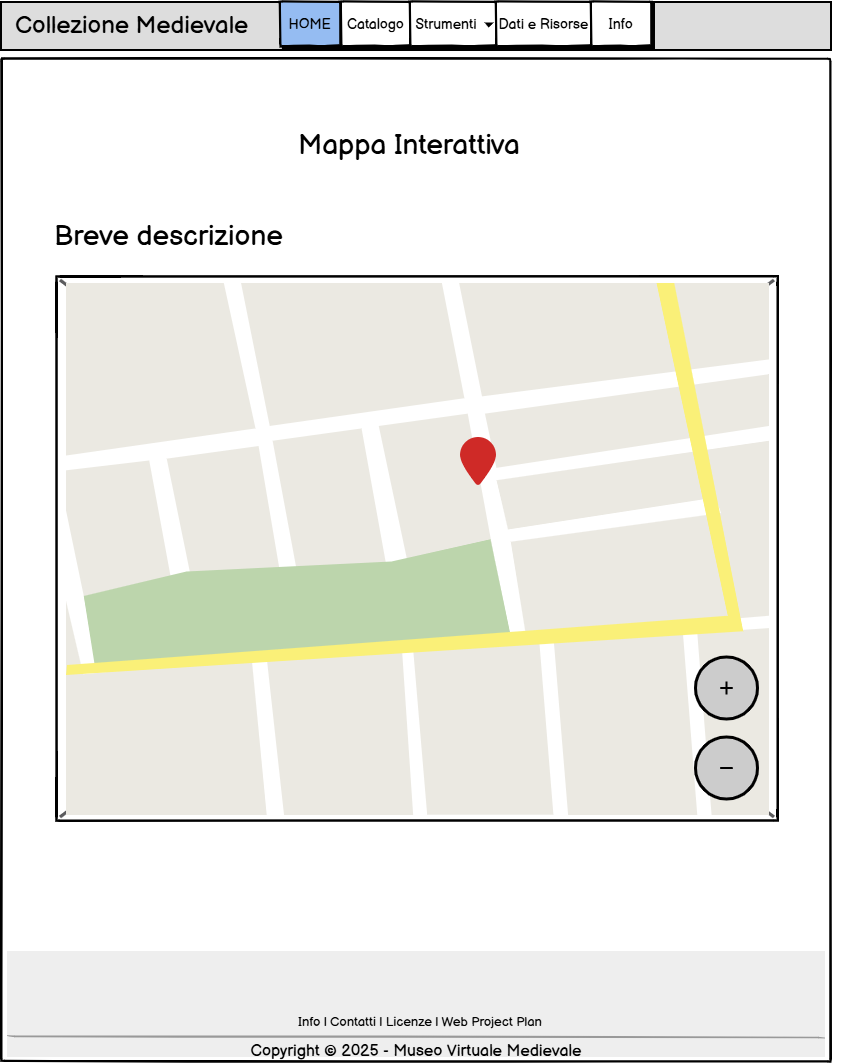 Collezione Medievale HOME Catalogo Strumenti Dati e Risorse Info
Mappa Interattiva
Breve descrizione
+
−
Info | Contatti | Licenze | Web Project Plan
Copyright © 2025 - Museo Virtuale Medievale